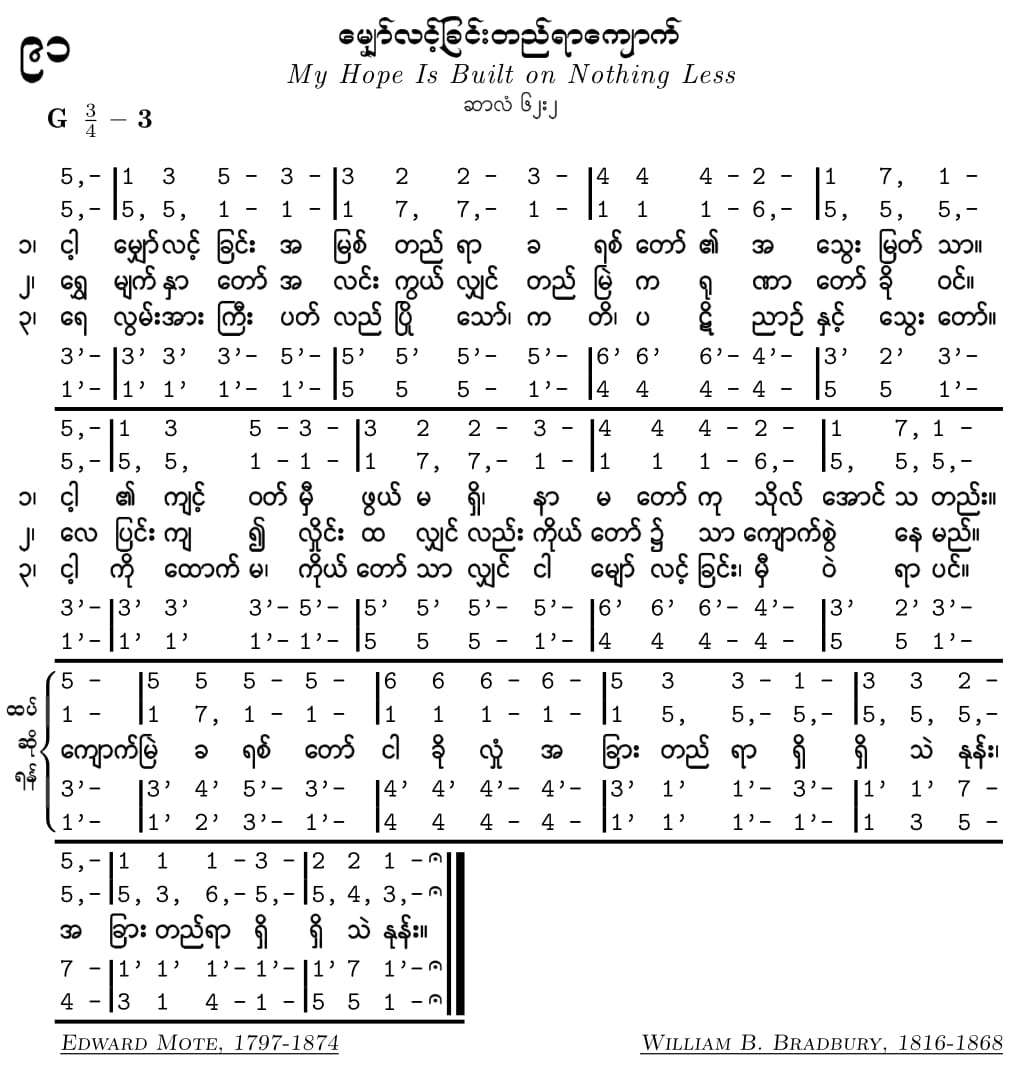 ၉၁
မျှော်လင့်ခြင်းတည်ရာကျောက်
My Hope Is Built on Nothing Less
ဆာလံ ၆၂း၂
G 3/4 – 3
5,- |1 3 5 - 3 - |3 2 2 - 3 - |4 4 4 - 2 - |1 7, 1 -
5,- |5, 5, 1 - 1 - |1 7, 7,- 1 - |1 1 1 - 6,- |5, 5, 5,-
၁၊ ငါ့ မျှော် လင့် ခြင်း အ မြစ် တည် ရာ ခ ရစ် တော် ၏ အ သွေး မြတ် သာ။
၂၊ ရွှေ မျက် နှာ တော် အ လင်း ကွယ် လျှင် တည် မြဲ က ရု ဏာ တော် ခို ဝင်။
၃၊ ရေ လွမ်း အား ကြီး ပတ် လည် ပြို သော်၊ က တိ၊ ပ ဋိ ညာဉ် နှင့် သွေး တော်။
3’- |3’ 3’ 3’- 5’- |5’ 5’ 5’- 5’- |6’ 6’ 6’- 4’- |3’ 2’ 3’-
1’- |1’ 1’ 1’- 1’- |5 5 5 - 1’- |4 4 4 - 4 - |5 5 1’-
5,- |1 3 5 - 3 - |3 2 2 - 3 - |4 4 4 - 2 - |1 7, 1 -
5,- |5, 5, 1 - 1 - |1 7, 7,- 1 - |1 1 1 - 6,- |5, 5, 5,-
၁၊ ငါ့ ၏ ကျင့် ဝတ် မှီ ဖွယ် မ ရှိ၊ နာ မ တော် ကု သိုလ် အောင် သ တည်း။
၂၊ လေ ပြင်း ကျ ၍ လှိုင်း ထ လျှင် လည်း ကိုယ် တော် ၌ သာ ကျောက်စွဲ နေ မည်။
၃၊ ငါ့ ကို ထောက် မ၊ ကိုယ် တော် သာ လျှင် ငါ မျှော် လင့် ခြင်း၊ မှီ ဝဲ ရာ ပင်။
3’- |3’ 3’ 3’- 5’- |5’ 5’ 5’- 5’- |6’ 6’ 6’- 4’- |3’ 2’ 3’-
1’- |1’ 1’ 1’- 1’- |5 5 5 - 1’- |4 4 4 - 4 - |5 5 1’-
ထပ် ဆို ရန်
5 - |5 5 5 - 5 - |6 6 6 - 6 - |5 3 3 - 1 - |3 3 2 -
1 - |1 7, 1 - 1 - |1 1 1 - 1 - |1 5, 5,- 5,- |5, 5, 5,-
ကျောက်မြဲ ခ ရစ် တော် ငါ ခို လှုံ အ ခြား တည် ရာ ရှိ ရှိ သဲ နုန်း၊
3’- |3’ 4’ 5’- 3’- |4’ 4’ 4’- 4’- |3’ 1’ 1’- 3’- |1’ 1’ 7 -
1’- |1’ 2’ 3’- 1’- |4 4 4 - 4 - |1’ 1’ 1’- 1’- |1 3 5 -
5,- |1 1 1 - 3 - |2 2 1 -
5,- |5, 3, 6,- 5,- |5, 4, 3,-
အ ခြား တည်ရာ ရှိ ရှိ သဲ နုန်း။
7 - |1’ 1’ 1’- 1’- |1’ 7 1’-
4 - |3 1 4 - 1 - |5 5 1 -
EDWARD MOTE, 1797-1874
WILLIAM B. BRADBURY, 1816-1868